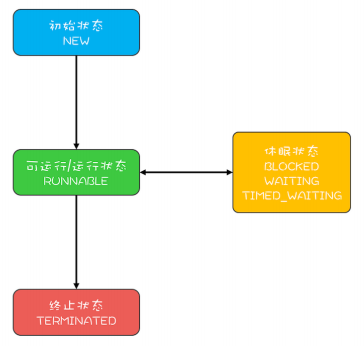 初始状态
NEW
可运行/运行状态
RUNNABLE
休眠状态
BLOCKED
WAITING
TIMED_WAITING
终止状态
TERMINATED